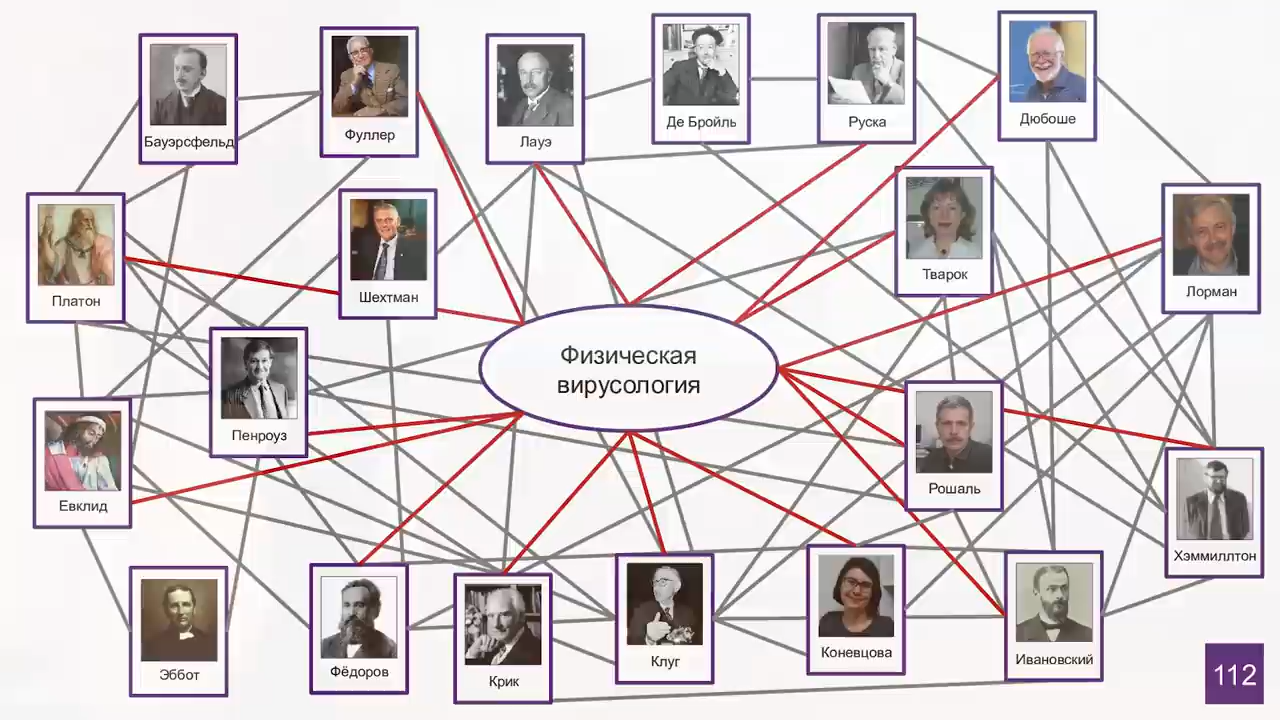 Бауэрсфельд
Фуллер
Лауэ
Де Бройль
Руска
Дюбоше
Платон
Шехтман
Тварок
Лорман
Физическая
вирусология
Пенроуз
Евклид
Рошаль
Хэммиллтон
Эббот
Фёдоров
Крик
Клуг
Коневцова
Ивановский
112